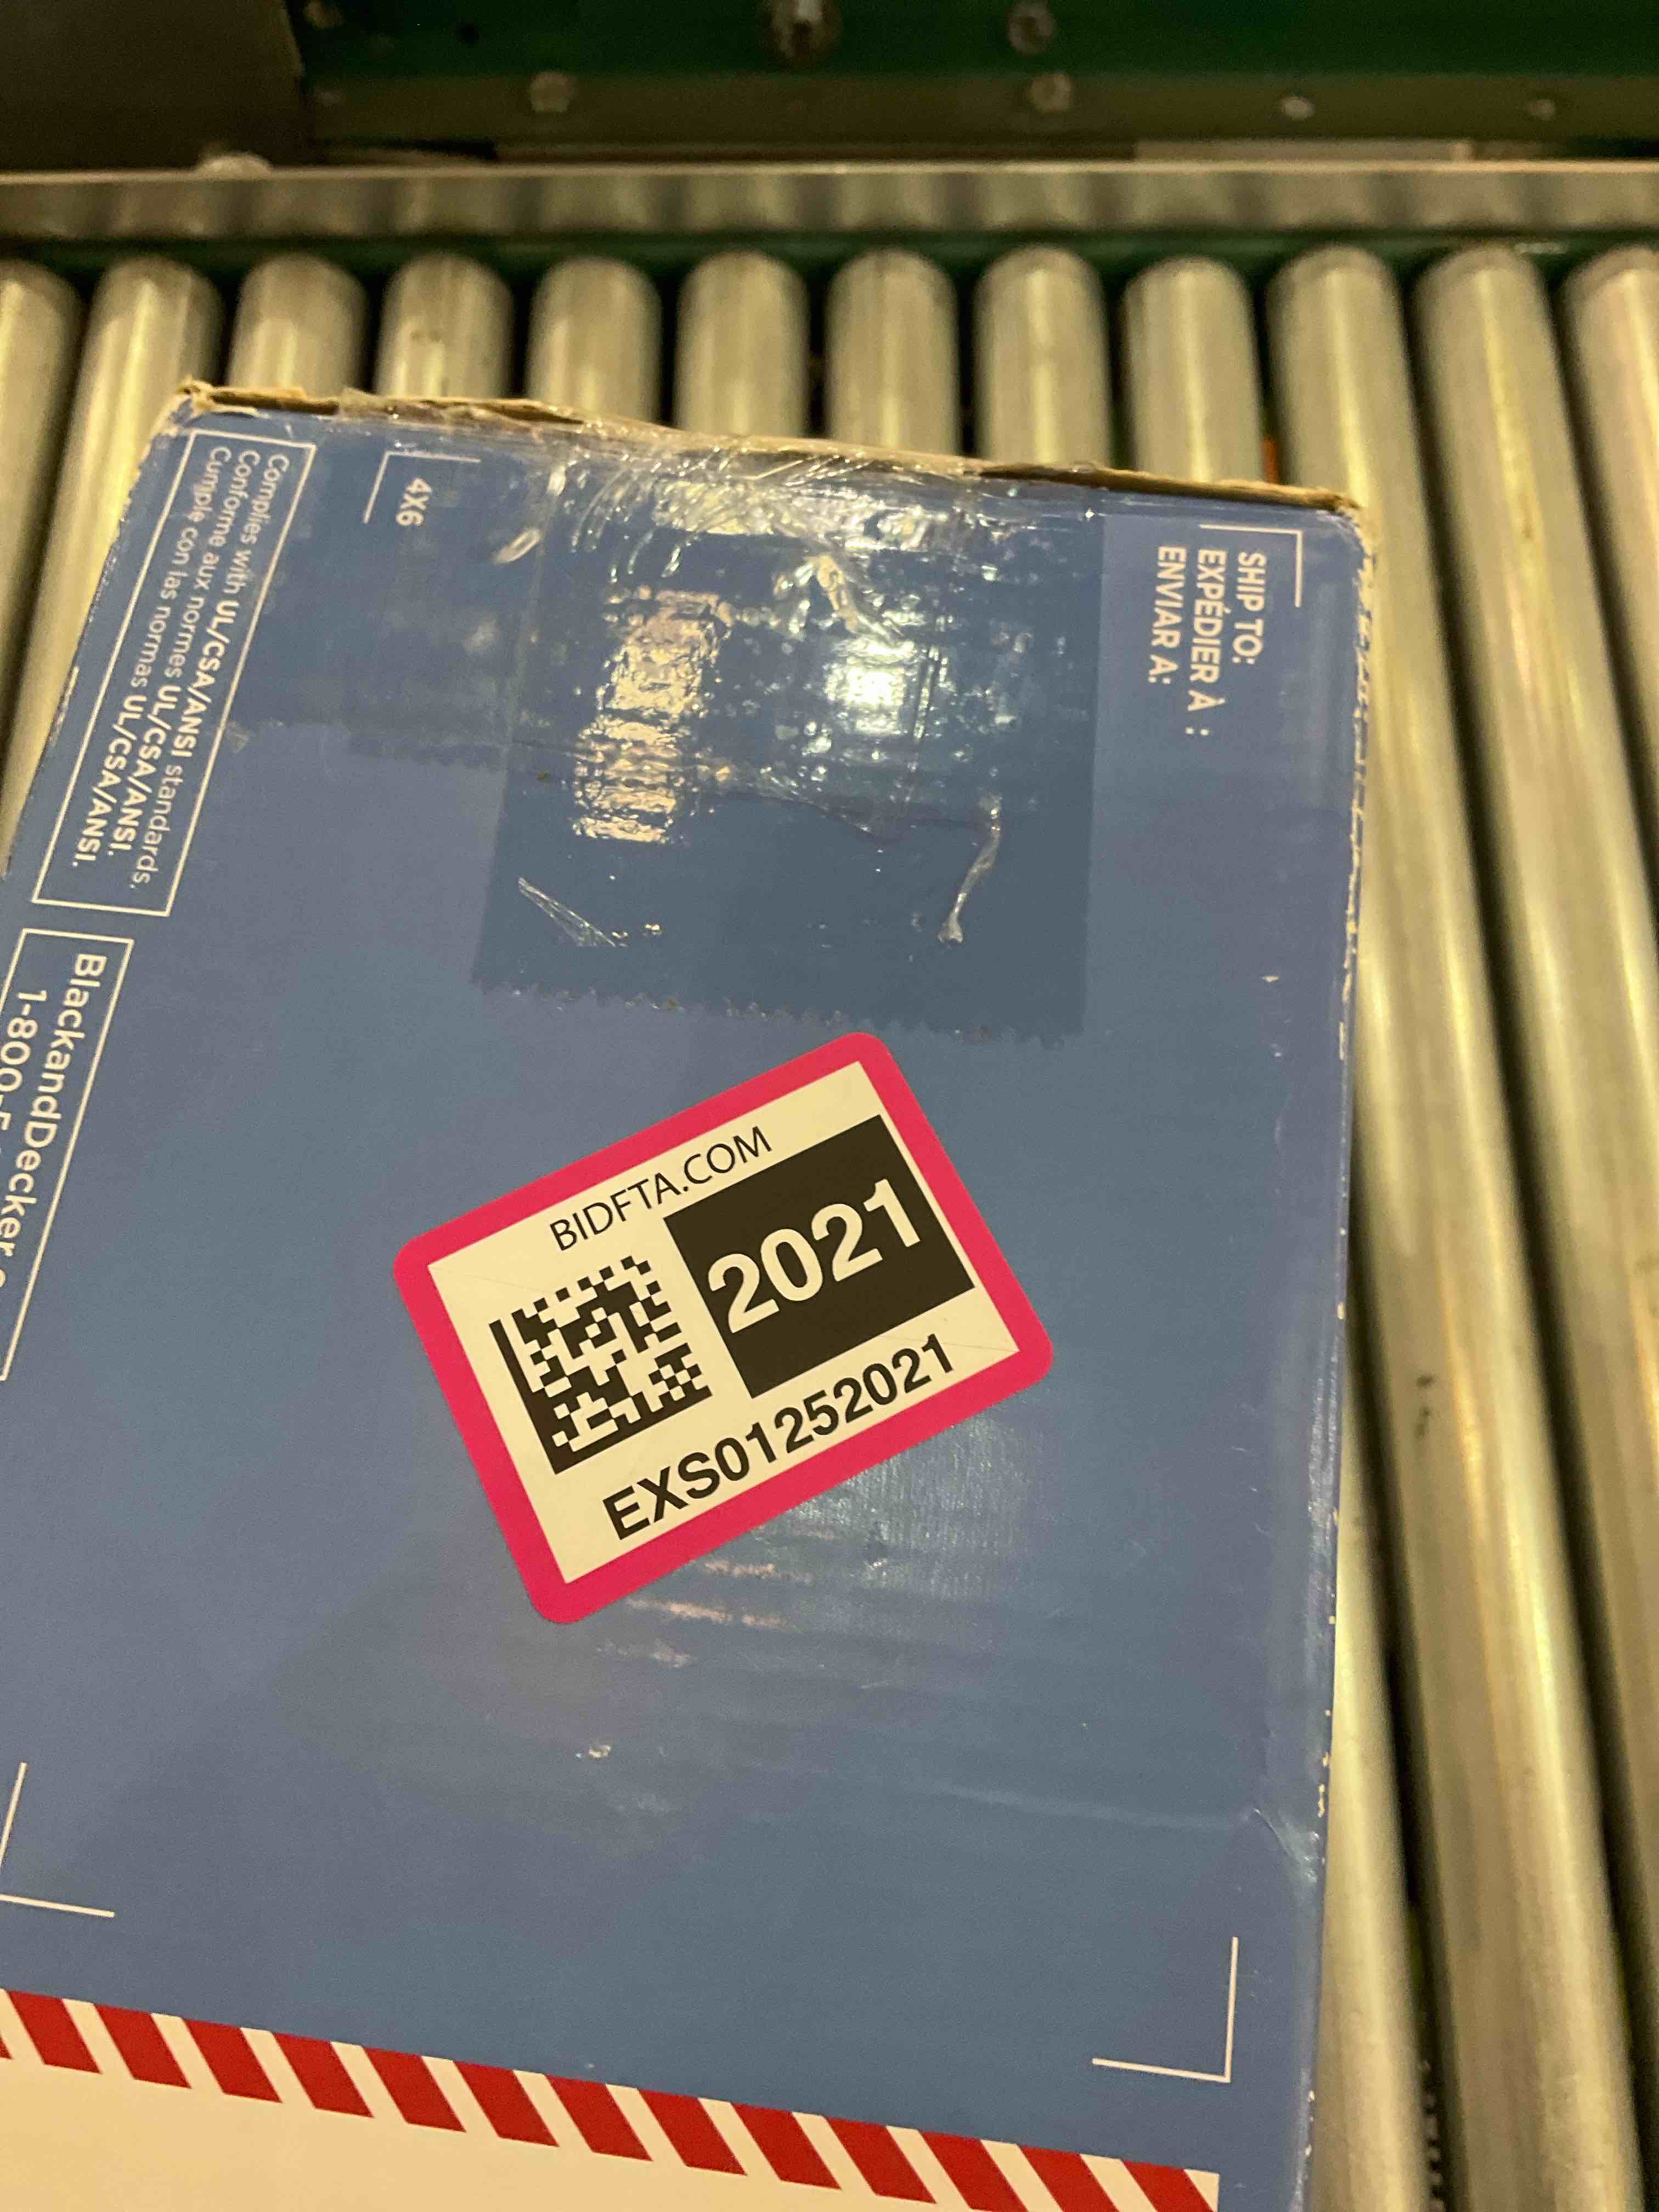 SHIP TO:
EXPÉDIER À :
ENVIAR A:
4X6
Complies with UL/CSA/ANSI standards.
Conforme aux normes UL/CSA/ANSI.
Cumple con las normas UL/CSA/ANSI.
BlackandDecker.
1-800-
BIDFTA.COM
2021
EXS01252021